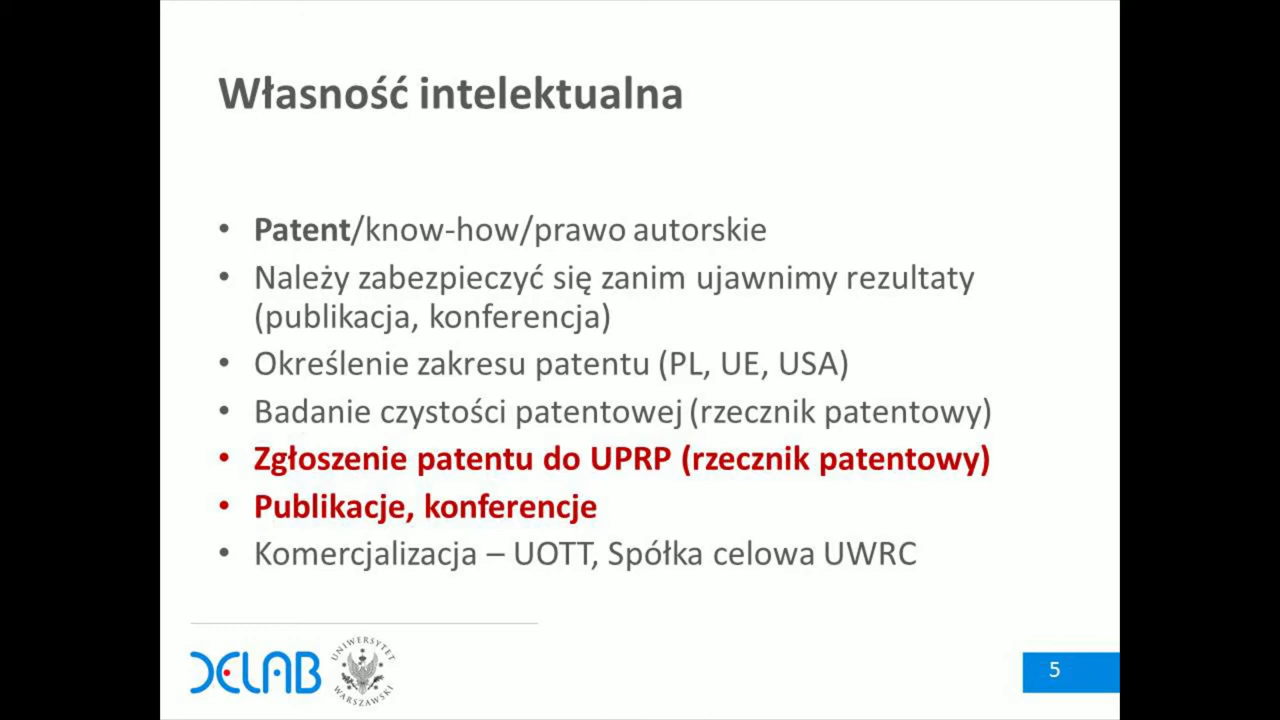 Własność intelektualna
• Patent/know-how/prawo autorskie
• Należy zabezpieczyć się zanim ujawnimy rezultaty
(publikacja, konferencja)
• Określenie zakresu patentu (PL, UE, USA)
• Badanie czystości patentowej (rzecznik patentowy)
• Zgłoszenie patentu do UPRP (rzecznik patentowy)
• Publikacje, konferencje
• Komercjalizacja – UOTT, Spółka celowa UWRC
DELAB
UNIWERSYTET
WARSZAWSKI
5